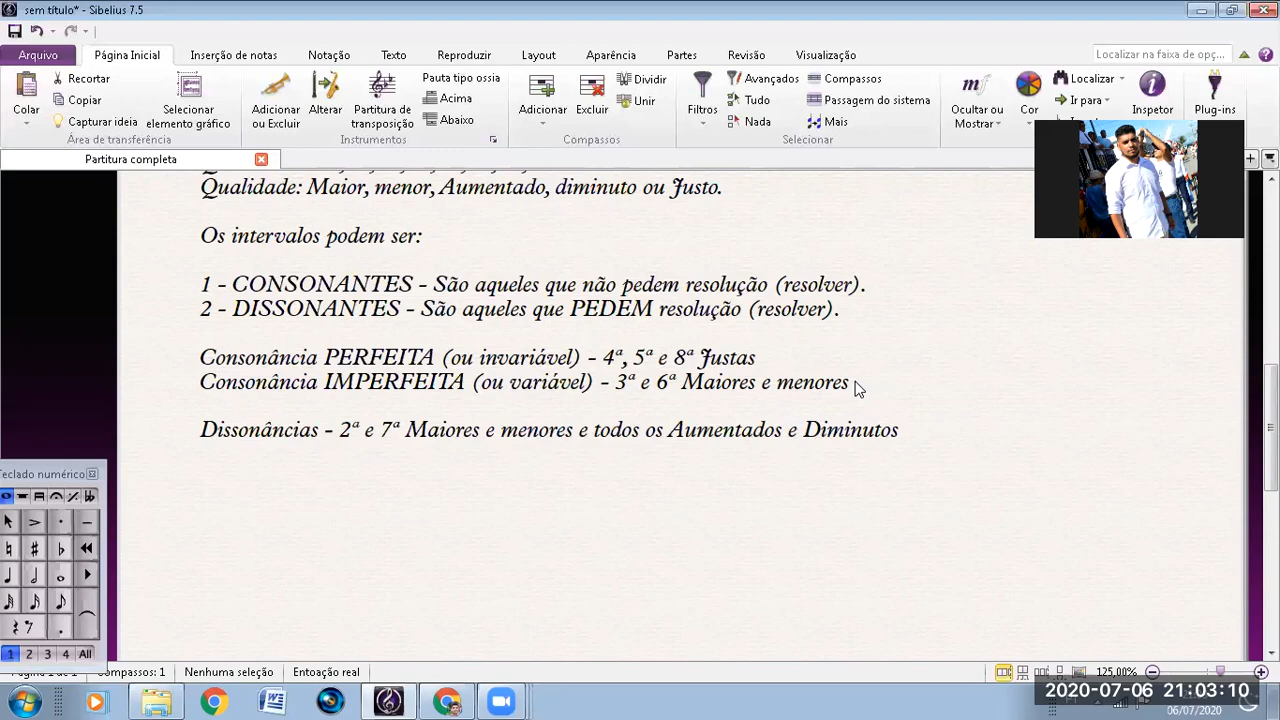 sem título* - Sibelius 7.5
Arquivo Página Inicial Inserção de notas Notação Texto Reproduzir Layout Aparência Partes Revisão Visualização Localizar na faixa de opç...
Colar Recortar Copiar Capturar ideia Selecionar elemento gráfico
Área de transferência
Adicionar ou Excluir Alterar Partitura de transposição Pauta tipo ossia Acima Abaixo
Instrumentos
Adicionar Excluir Dividir Unir
Compassos
Filtros Avançados Tudo Nada Compassos Passagem do sistema Mais
Selecionar
mf Ocultar ou Mostrar Cor Localizar Ir para Inspetor Plug-ins
Partitura completa
Qualidade: Maior, menor, Aumentado, diminuto ou Justo.
Os intervalos podem ser:
1 - CONSONANTES - São aqueles que não pedem resolução (resolver).
2 - DISSONANTES - São aqueles que PEDEM resolução (resolver).
Consonância PERFEITA (ou invariável) - 4ª, 5ª e 8ª Justas
Consonância IMPERFEITA (ou variável) - 3ª e 6ª Maiores e menores
Dissonâncias - 2ª e 7ª Maiores e menores e todos os Aumentados e Diminutos
Teclado numérico
1 2 3 4 All
Compassos: 1 Nenhuma seleção Entoação real 125,00%
2020-07-06 21:03:10
06/07/2020